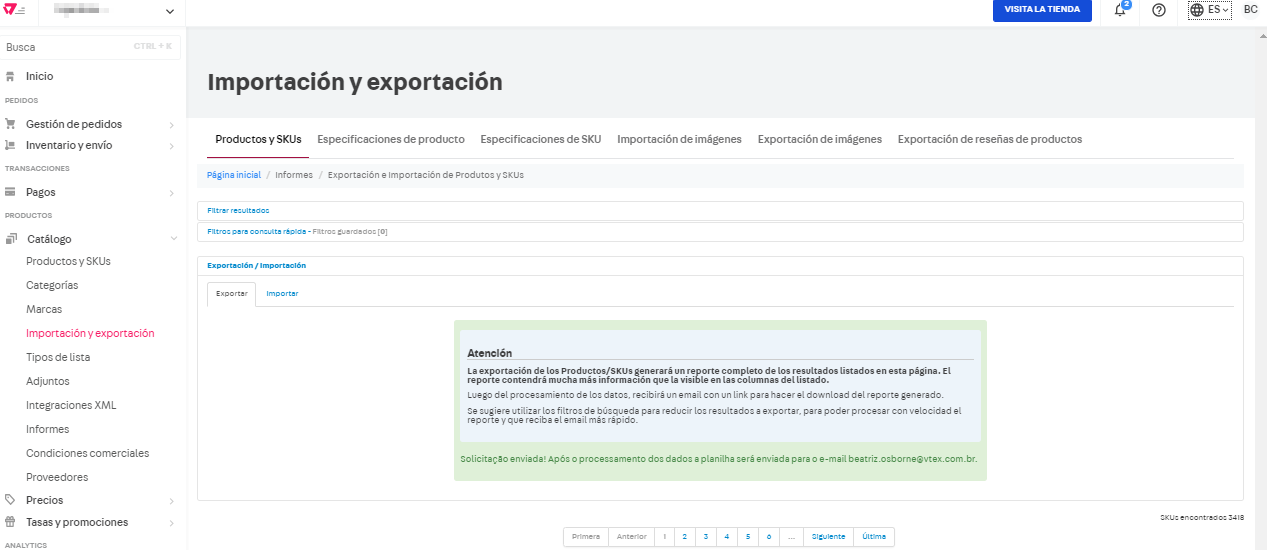 VISITA LA TIENDA
2
ES
BC
Busca
CTRL + K
Inicio
PEDIDOS
Gestión de pedidos
Inventario y envío
TRANSACCIONES
Pagos
PRODUCTOS
Catálogo
Productos y SKUs
Categorías
Marcas
Importación y exportación
Tipos de lista
Adjuntos
Integraciones XML
Informes
Condiciones comerciales
Proveedores
Precios
Tasas y promociones
ANALYTICS
Importación y exportación
Productos y SKUs Especificaciones de producto Especificaciones de SKU Importación de imágenes Exportación de imágenes Exportación de reseñas de productos
Página inicial / Informes / Exportación e Importación de Produtos y SKUs
Filtrar resultados
Filtros para consulta rápida - Filtros guardados [0]
Exportación / Importación
Exportar Importar
Atención
La exportación de los Productos/SKUs generará un reporte completo de los resultados listados en esta página. El
reporte contendrá mucha más información que la visible en las columnas del listado.
Luego del procesamiento de los datos, recibirá un email con un link para hacer el download del reporte generado.
Se sugiere utilizar los filtros de búsqueda para reducir los resultados a exportar, para poder procesar con velocidad el
reporte y que reciba el email más rápido.
Solicitação enviada! Após o processamento dos dados a planilha será enviada para o e-mail beatriz.osborne@vtex.com.br.
SKUs encontrados 3418
Primera Anterior 1 2 3 4 5 6 ... Siguiente Última